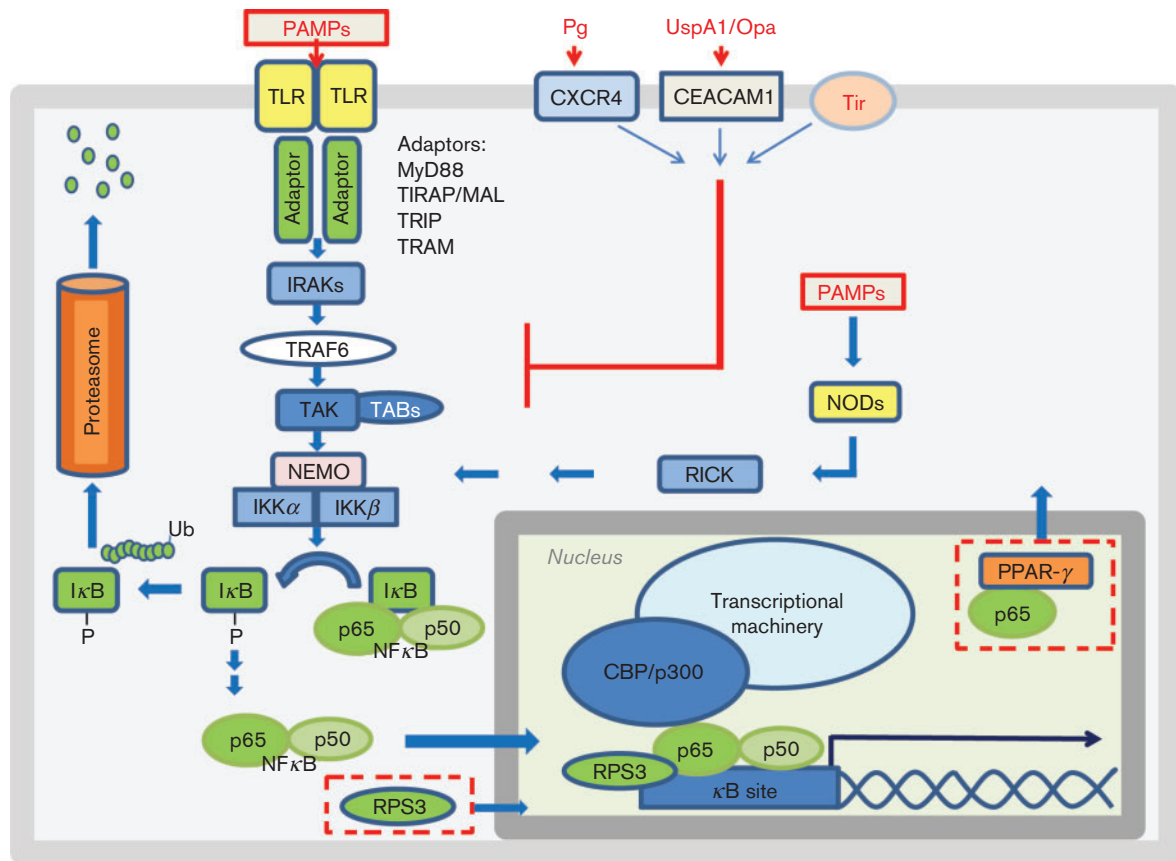 PAMPs
Pg
UspA1/Opa
TLR
TLR
CXCR4
CEACAM1
Tir
Adaptor
Adaptor
Adaptors:
MyD88
TIRAP/MAL
TRIP
TRAM
IRAKs
PAMPs
TRAF6
Proteasome
TAK
TABs
NODs
NEMO
RICK
IKKα
IKKβ
Ub
Nucleus
IκB
P
IκB
P
IκB
p65
p50
NFκB
Transcriptional
machinery
PPAR-γ
p65
CBP/p300
p65
p50
NFκB
p65
p50
RPS3
κB site
RPS3